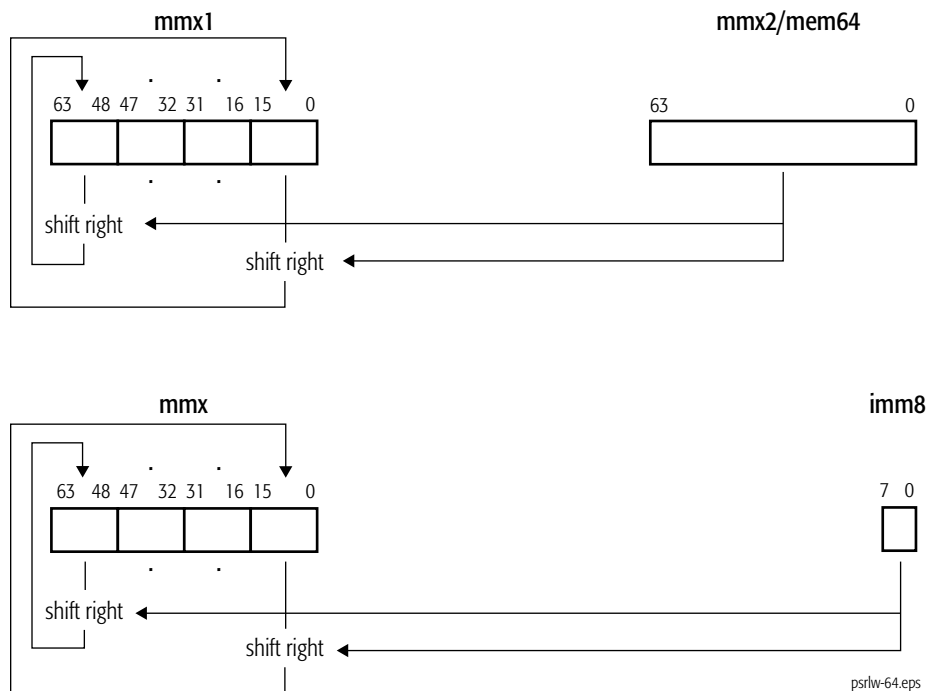 mmx1 mmx2/mem64
. .
63 48 47 32 31 16 15 0 63 0
. .
shift right
shift right
mmx imm8
. .
63 48 47 32 31 16 15 0 7 0
. .
shift right
shift right
psrlw-64.eps